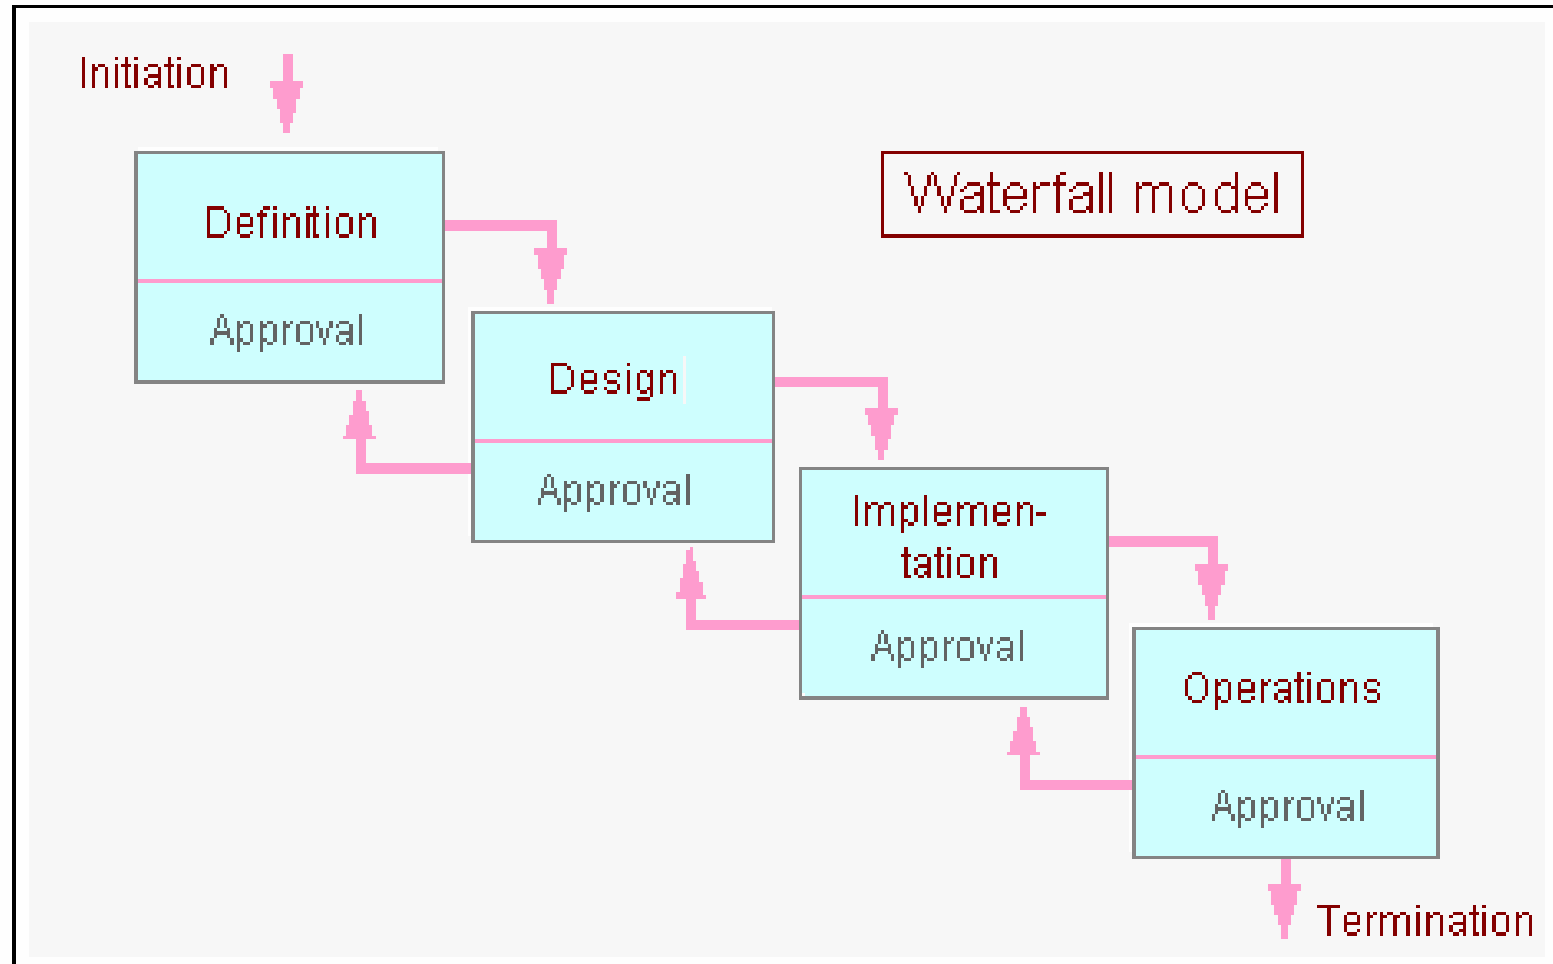 Initiation
Waterfall model
Definition
Approval
Design
Approval
Implemen-
tation
Approval
Operations
Approval
Termination